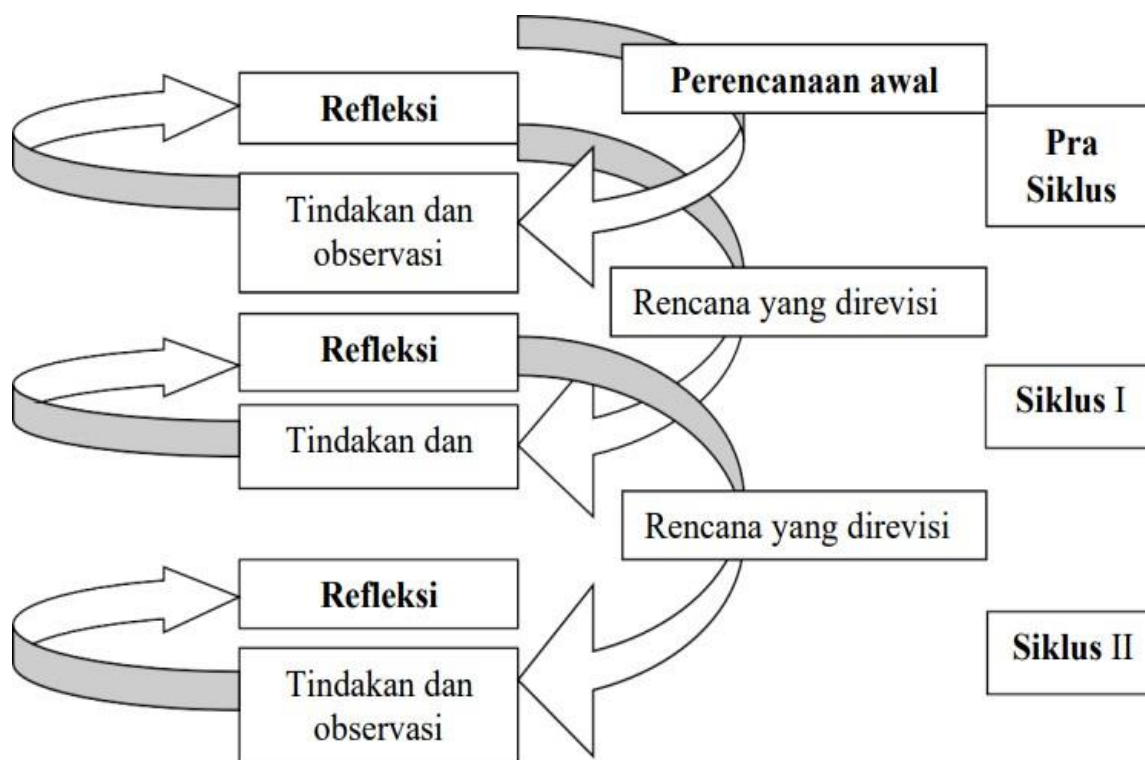 Perencanaan awal
Refleksi
Pra
Siklus
Tindakan dan
observasi
Rencana yang direvisi
Refleksi
Siklus I
Tindakan dan
Rencana yang direvisi
Refleksi
Siklus II
Tindakan dan
observasi